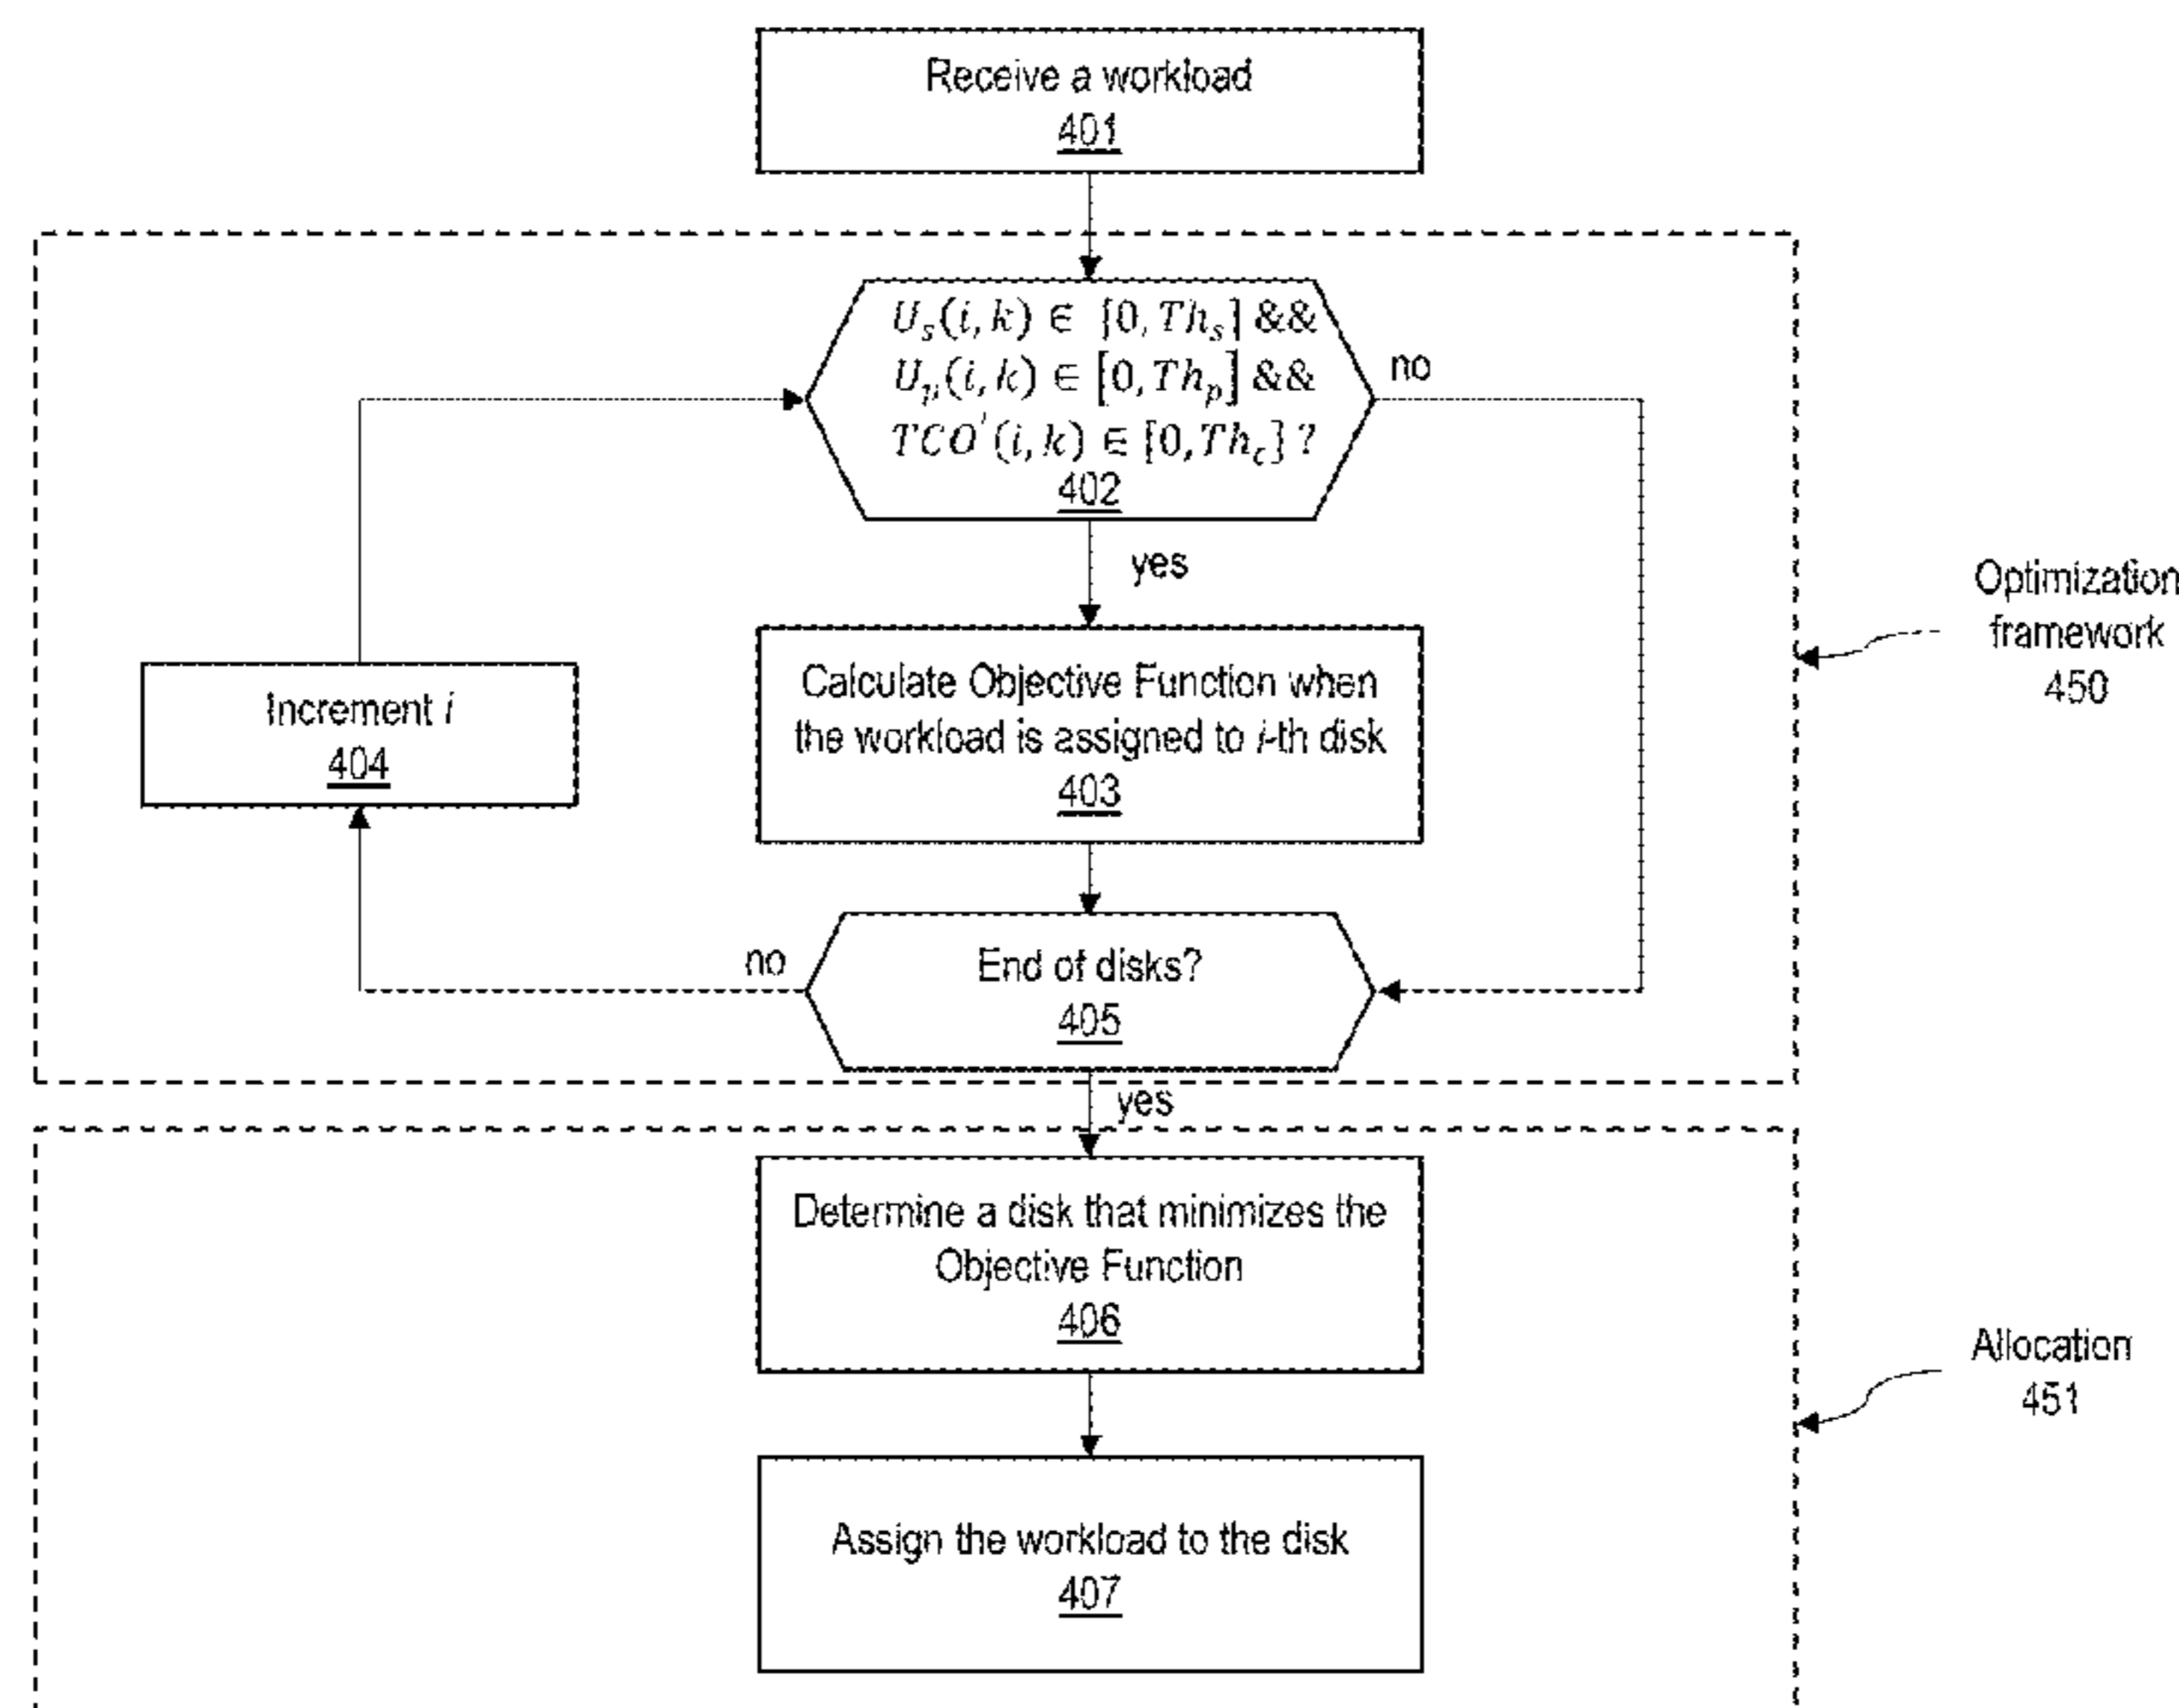 Receive a workload
401
U_s(i, k) ∈ [0, Th_s] &&
U_p(i, k) ∈ [0, Th_p] &&
TCO'(i, k) ∈ [0, Th_c] ?
402
no
yes
Calculate Objective Function when
the workload is assigned to i-th disk
403
Increment i
404
no
End of disks?
405
yes
Optimization
framework
450
Determine a disk that minimizes the
Objective Function
406
Assign the workload to the disk
407
Allocation
451